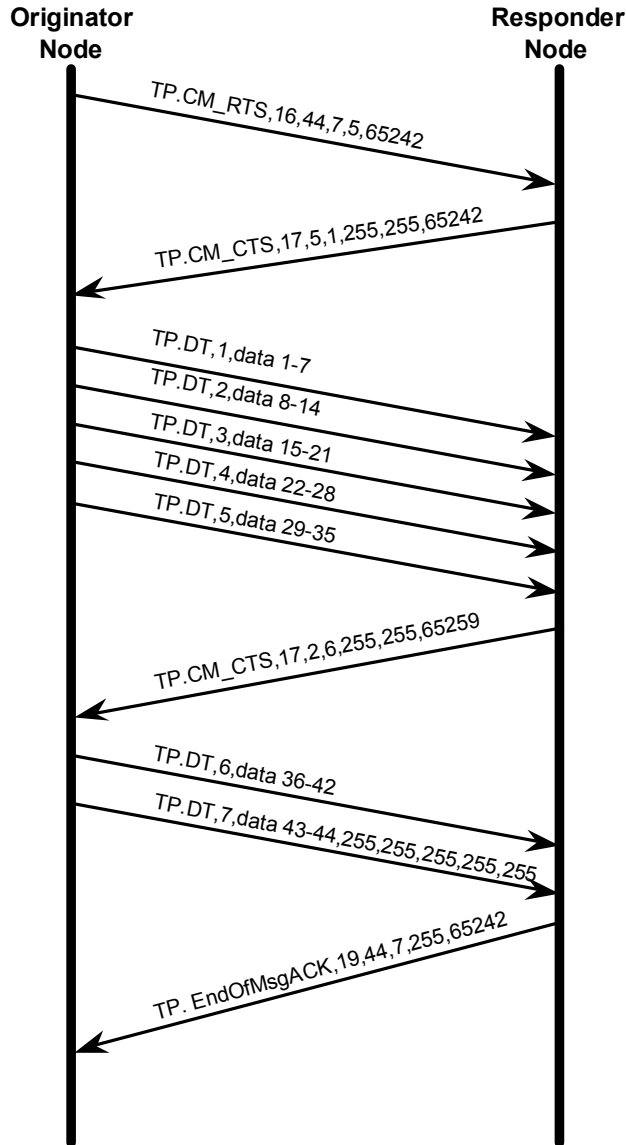 Originator
Node
Responder
Node
TP.CM_RTS,16,44,7,5,65242
TP.CM_CTS,17,5,1,255,255,65242
TP.DT,1,data 1-7
TP.DT,2,data 8-14
TP.DT,3,data 15-21
TP.DT,4,data 22-28
TP.DT,5,data 29-35
TP.CM_CTS,17,2,6,255,255,65259
TP.DT,6,data 36-42
TP.DT,7,data 43-44,255,255,255,255,255
TP. EndOfMsgACK,19,44,7,255,65242